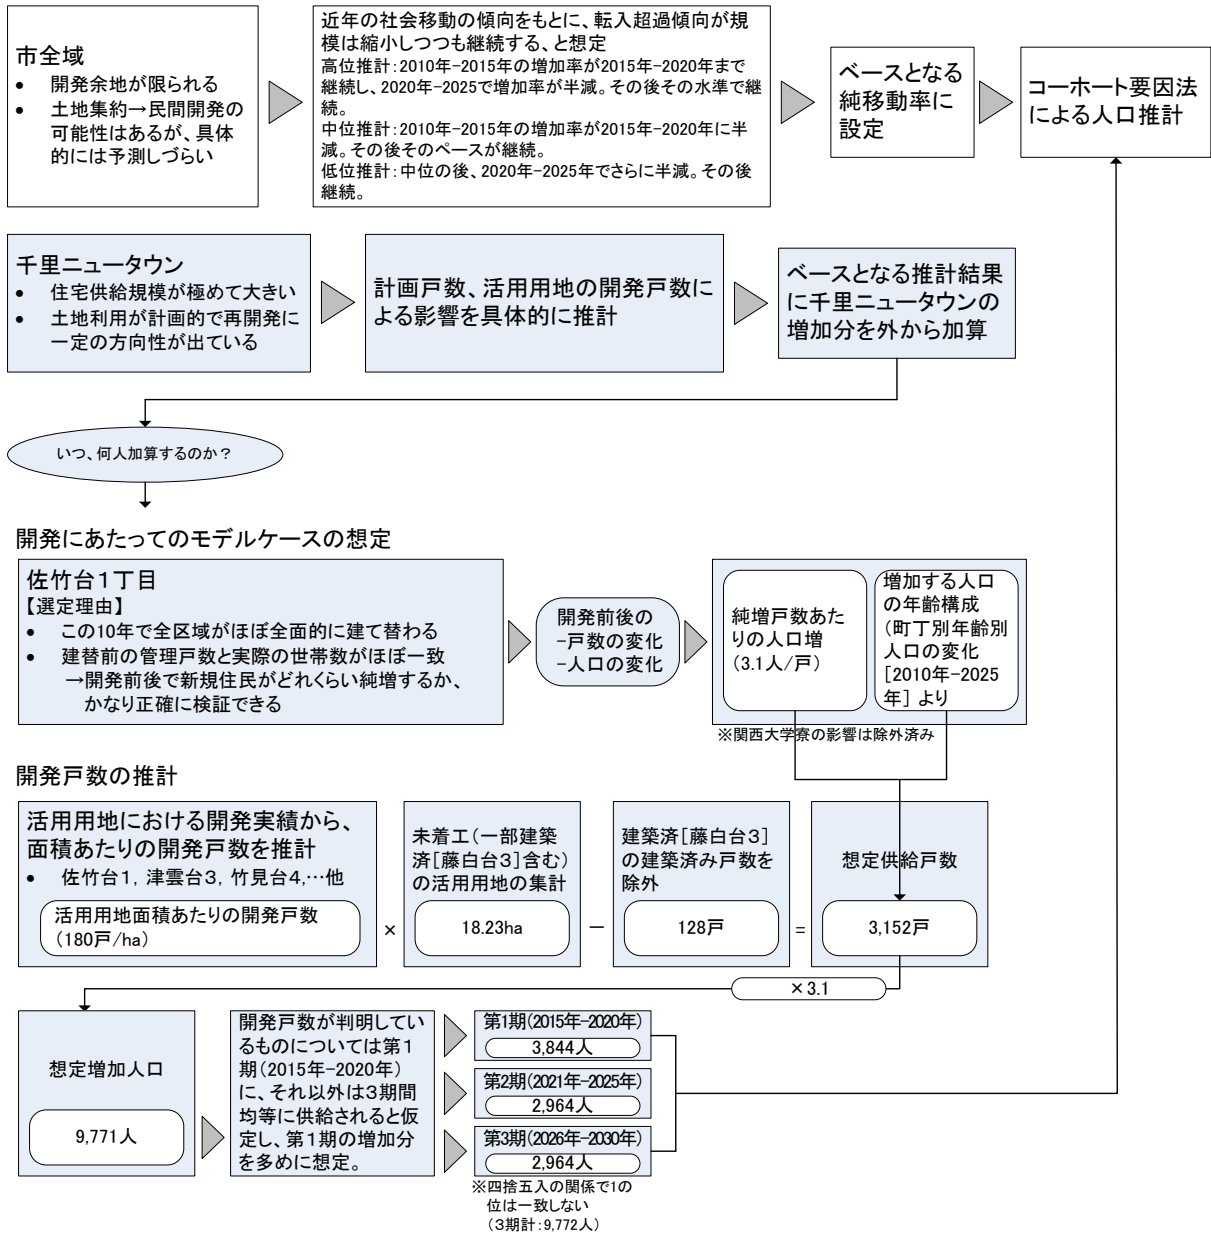 市全域
• 開発余地が限られる
• 土地集約→民間開発の
可能性はあるが、具体
的には予測しづらい
近年の社会移動の傾向をもとに、転入超過傾向が規
模は縮小しつつも継続する、と想定
高位推計：2010年-2015年の増加率が2015年-2020年まで
継続し、2020年-2025で増加率が半減。その後その水準で継
続。
中位推計：2010年-2015年の増加率が2015年-2020年に半
減。その後そのペースが継続。
低位推計：中位の後、2020年-2025年でさらに半減。その後
継続。
ベースとなる
純移動率に
設定
コーホート要因法
による人口推計
千里ニュータウン
• 住宅供給規模が極めて大きい
• 土地利用が計画的で再開発に
一定の方向性が出ている
計画戸数、活用用地の開発戸数に
よる影響を具体的に推計
ベースとなる推計結果
に千里ニュータウンの
増加分を外から加算
いつ、何人加算するのか？
開発にあたってのモデルケースの想定
佐竹台１丁目
【選定理由】
• この10年で全区域がほぼ全面的に建て替わる
• 建替前の管理戸数と実際の世帯数がほぼ一致
→開発前後で新規住民がどれくらい純増するか、
かなり正確に検証できる
開発前後の
-戸数の変化
-人口の変化
純増戸数あた
りの人口増
（3.1人/戸）
増加する人口
の年齢構成
（町丁別年齢別
人口の変化
[2010年-2025
年] より
※関西大学寮の影響は除外済み
開発戸数の推計
活用用地における開発実績から、
面積あたりの開発戸数を推計
• 佐竹台１，津雲台３，竹見台４，…他
活用用地面積あたりの開発戸数
（180戸/ha）
×
未着工（一部建築
済［藤白台３］含む）
の活用用地の集計
18.23ha
－
建築済［藤白台３］
の建築済み戸数を
除外
128戸
=
想定供給戸数
3,152戸
×3.1
想定増加人口
9,771人
開発戸数が判明してい
るものについては第１
期（2015年-2020年）
に、それ以外は３期間
均等に供給されると仮
定し、第１期の増加分
を多めに想定。
第1期（2015年-2020年）
3,844人
第2期（2021年-2025年）
2,964人
第3期（2026年-2030年）
2,964人
※四捨五入の関係で1の
位は一致しない
（３期計：9,772人）